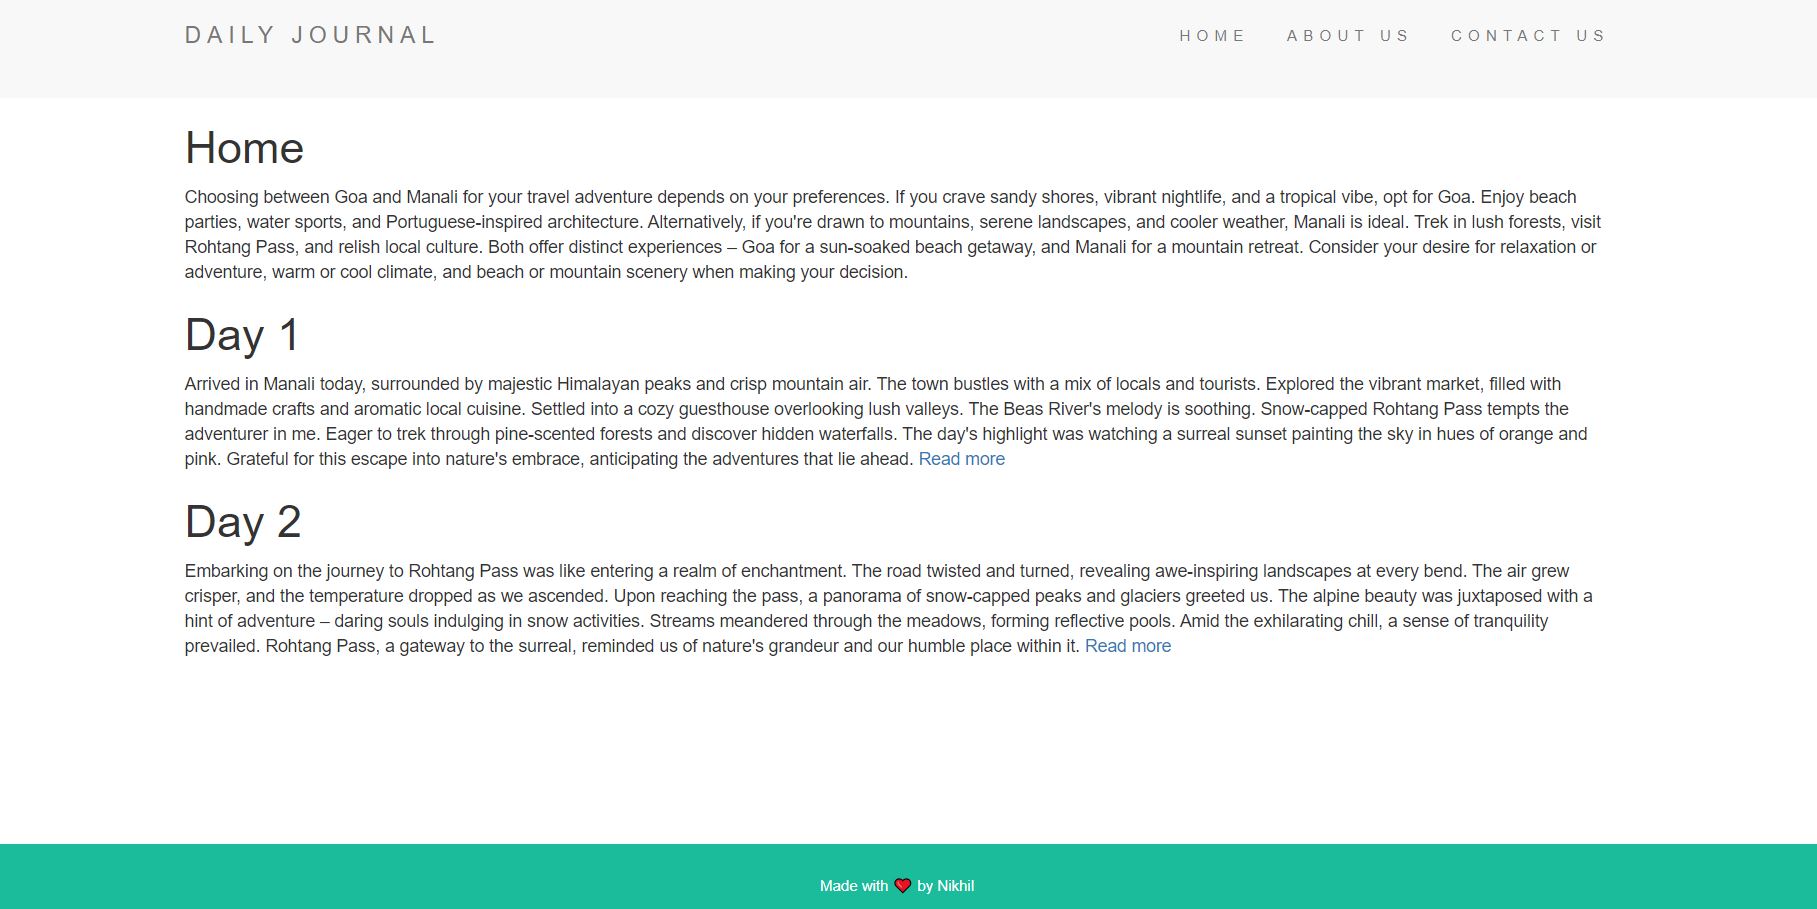 DAILY JOURNAL
HOME ABOUT US CONTACT US
Home
Choosing between Goa and Manali for your travel adventure depends on your preferences. If you crave sandy shores, vibrant nightlife, and a tropical vibe, opt for Goa. Enjoy beach
parties, water sports, and Portuguese-inspired architecture. Alternatively, if you're drawn to mountains, serene landscapes, and cooler weather, Manali is ideal. Trek in lush forests, visit
Rohtang Pass, and relish local culture. Both offer distinct experiences – Goa for a sun-soaked beach getaway, and Manali for a mountain retreat. Consider your desire for relaxation or
adventure, warm or cool climate, and beach or mountain scenery when making your decision.
Day 1
Arrived in Manali today, surrounded by majestic Himalayan peaks and crisp mountain air. The town bustles with a mix of locals and tourists. Explored the vibrant market, filled with
handmade crafts and aromatic local cuisine. Settled into a cozy guesthouse overlooking lush valleys. The Beas River's melody is soothing. Snow-capped Rohtang Pass tempts the
adventurer in me. Eager to trek through pine-scented forests and discover hidden waterfalls. The day's highlight was watching a surreal sunset painting the sky in hues of orange and
pink. Grateful for this escape into nature's embrace, anticipating the adventures that lie ahead. Read more
Day 2
Embarking on the journey to Rohtang Pass was like entering a realm of enchantment. The road twisted and turned, revealing awe-inspiring landscapes at every bend. The air grew
crisper, and the temperature dropped as we ascended. Upon reaching the pass, a panorama of snow-capped peaks and glaciers greeted us. The alpine beauty was juxtaposed with a
hint of adventure – daring souls indulging in snow activities. Streams meandered through the meadows, forming reflective pools. Amid the exhilarating chill, a sense of tranquility
prevailed. Rohtang Pass, a gateway to the surreal, reminded us of nature's grandeur and our humble place within it. Read more
Made with ❤ by Nikhil